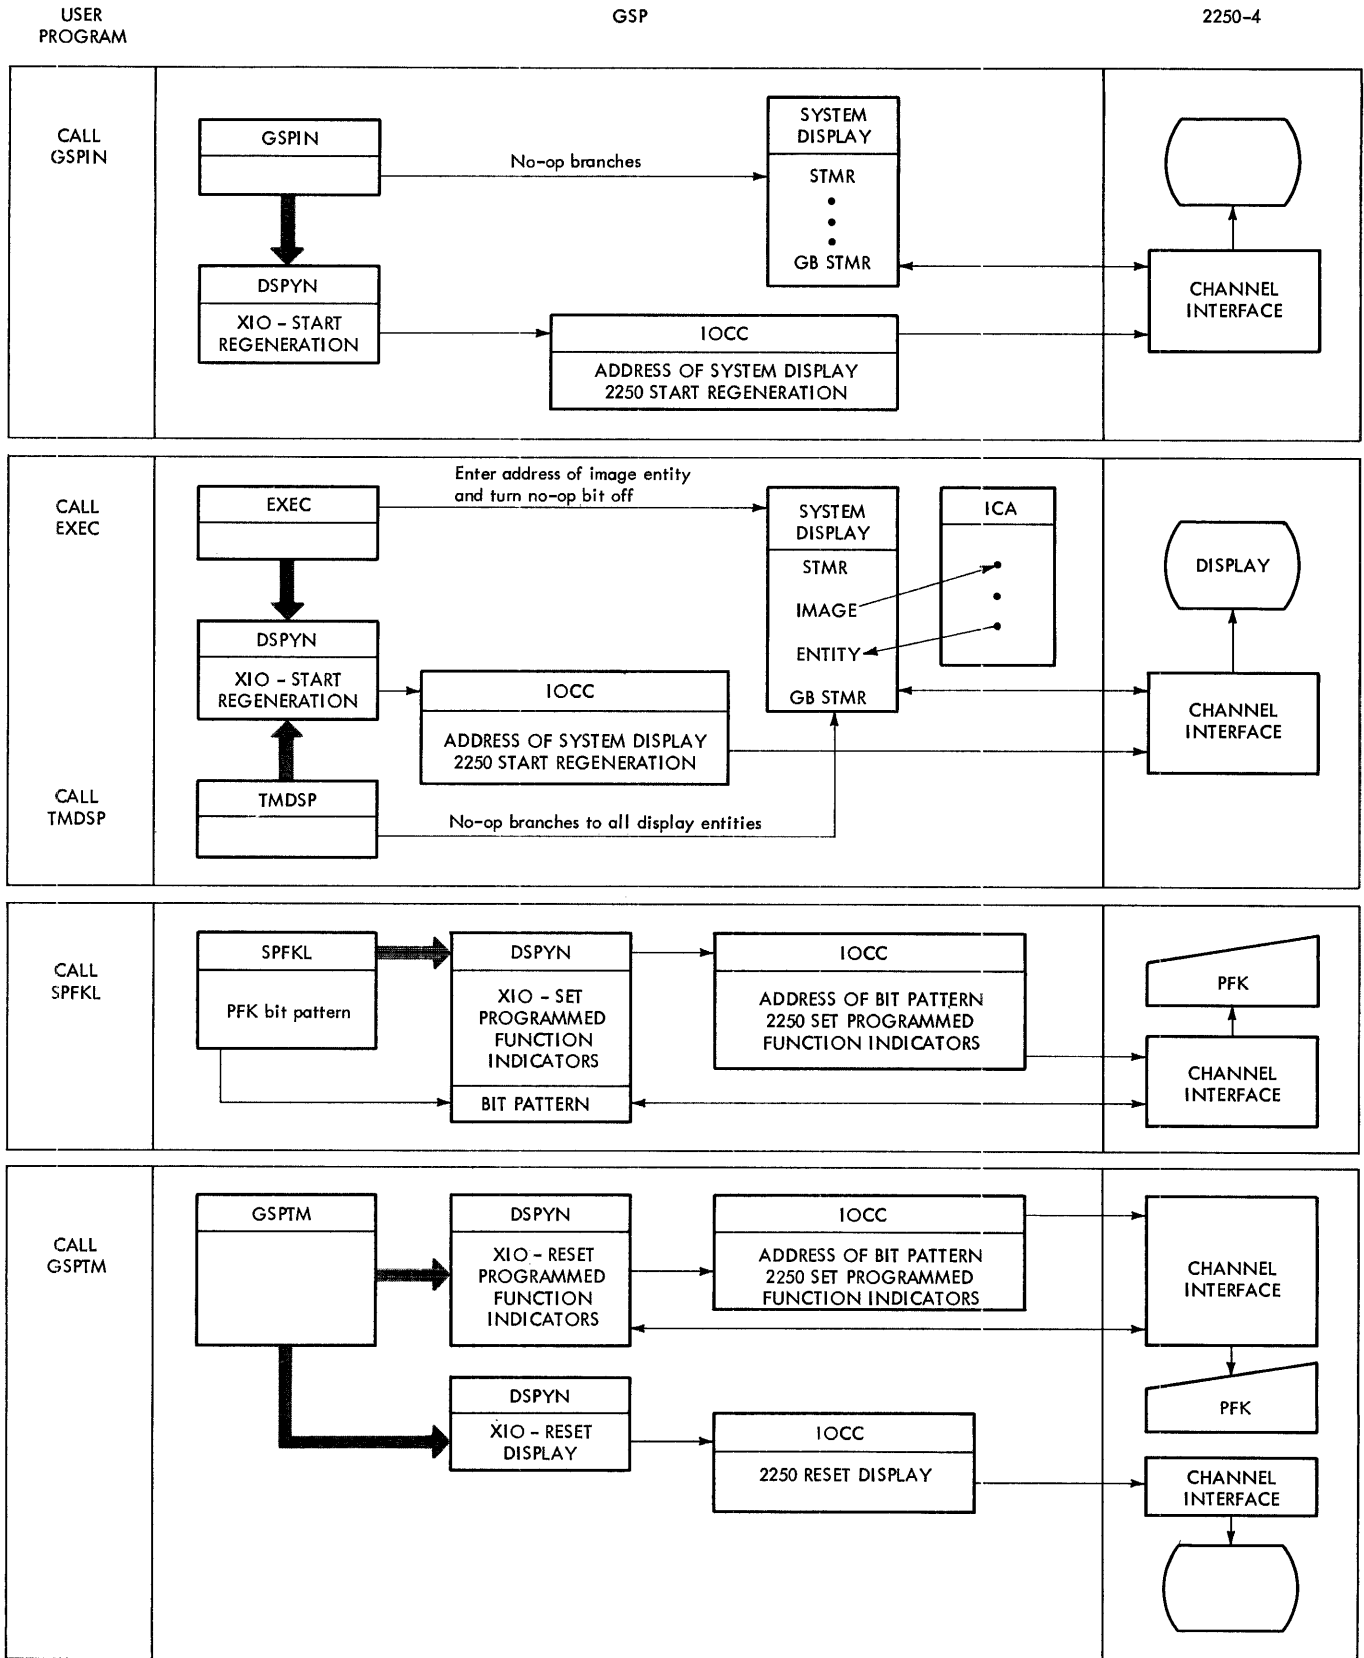 USER
PROGRAM
GSP
2250-4
CALL
GSPIN
GSPIN
No-op branches
SYSTEM
DISPLAY
STMR
GB STMR
DSPYN
XIO - START
REGENERATION
IOCC
ADDRESS OF SYSTEM DISPLAY
2250 START REGENERATION
CHANNEL
INTERFACE
CALL
EXEC
EXEC
Enter address of image entity
and turn no-op bit off
SYSTEM
DISPLAY
STMR
IMAGE
ENTITY
GB STMR
ICA
DISPLAY
DSPYN
XIO - START
REGENERATION
IOCC
ADDRESS OF SYSTEM DISPLAY
2250 START REGENERATION
CHANNEL
INTERFACE
CALL
TMDSP
TMDSP
No-op branches to all display entities
CALL
SPFKL
SPFKL
PFK bit pattern
DSPYN
XIO - SET
PROGRAMMED
FUNCTION
INDICATORS
BIT PATTERN
IOCC
ADDRESS OF BIT PATTERN
2250 SET PROGRAMMED
FUNCTION INDICATORS
PFK
CHANNEL
INTERFACE
CALL
GSPTM
GSPTM
DSPYN
XIO - RESET
PROGRAMMED
FUNCTION
INDICATORS
IOCC
ADDRESS OF BIT PATTERN
2250 SET PROGRAMMED
FUNCTION INDICATORS
CHANNEL
INTERFACE
PFK
DSPYN
XIO - RESET
DISPLAY
IOCC
2250 RESET DISPLAY
CHANNEL
INTERFACE